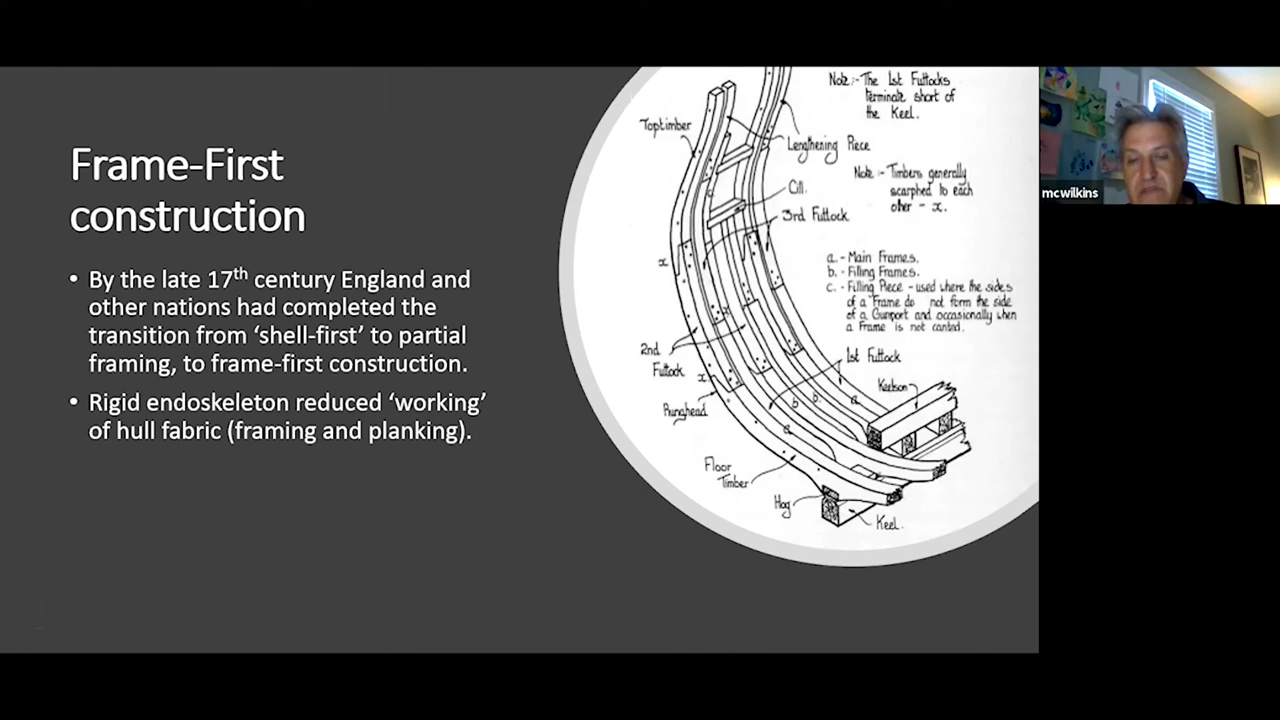 Frame-First
construction
• By the late 17th century England and
other nations had completed the
transition from ‘shell-first’ to partial
framing, to frame-first construction.
• Rigid endoskeleton reduced ‘working’
of hull fabric (framing and planking).
Note:- The 1st Futtocks
terminate short of
the Keel.
Toptimber
Lengthening Piece
Note :- Timbers generally
scarphed to each
other - x.
Cill.
3rd Futtock
x
a. - Main Frames.
b. - Filling Frames.
c. - Filling Piece - used where the sides
of a Frame do not form the side
of a Gunport and occasionally when
a Frame is not canted.
x
2nd
Futtock
x
1st Futtock
Keelson
Runghead
b
b.
a
a
Floor
Timber
Hog
Keel.
mcwilkins